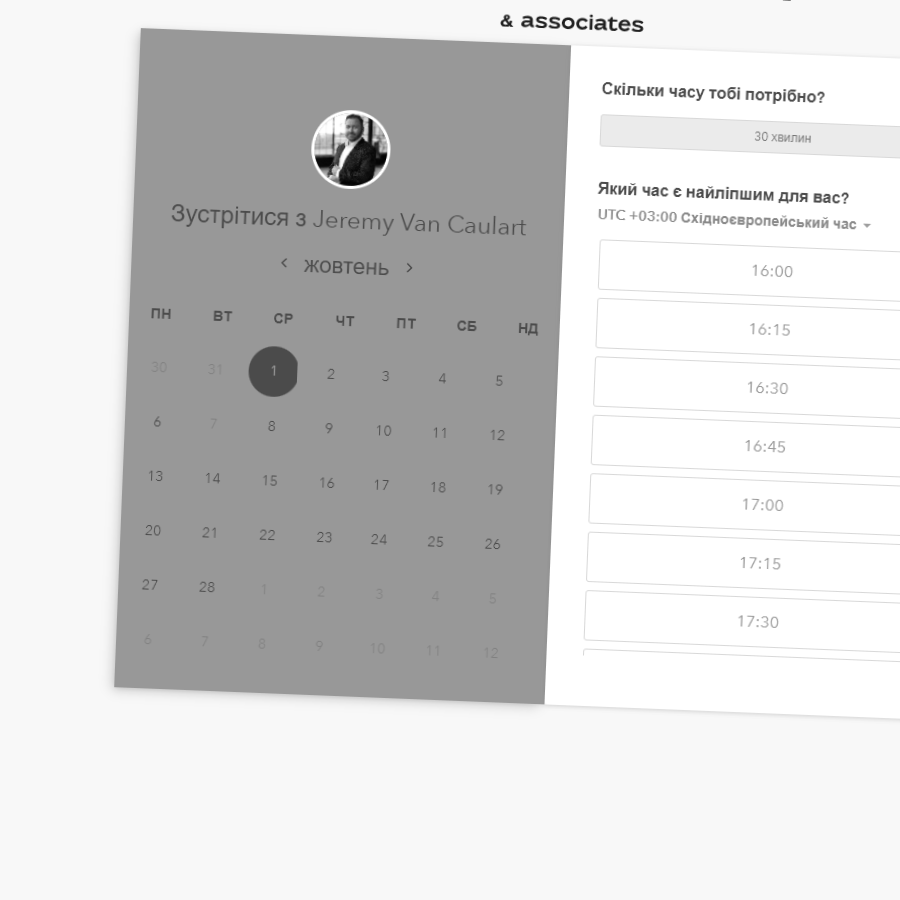 & associates
Зустрітися з Jeremy Van Caulart
жовтень
ПН ВТ СР ЧТ ПТ СБ НД
30 31 1 2 3 4 5
6 7 8 9 10 11 12
13 14 15 16 17 18 19
20 21 22 23 24 25 26
27 28 1 2 3 4 5
6 7 8 9 10 11 12
Скільки часу тобі потрібно?
30 хвилин
Який час є найліпшим для вас?
UTC +03:00 Східноєвропейський час
16:00
16:15
16:30
16:45
17:00
17:15
17:30